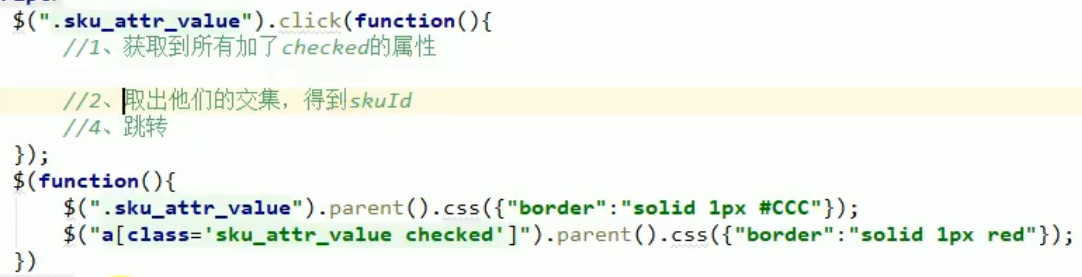 $(".sku_attr_value").click(function(){
//1、获取到所有加了checked的属性
//2、取出他们的交集，得到skuId
//4、跳转
});
$(function(){
$(".sku_attr_value").parent().css({"border":"solid 1px #CCC"});
$("a[class='sku_attr_value checked']").parent().css({"border":"solid 1px red"});
})